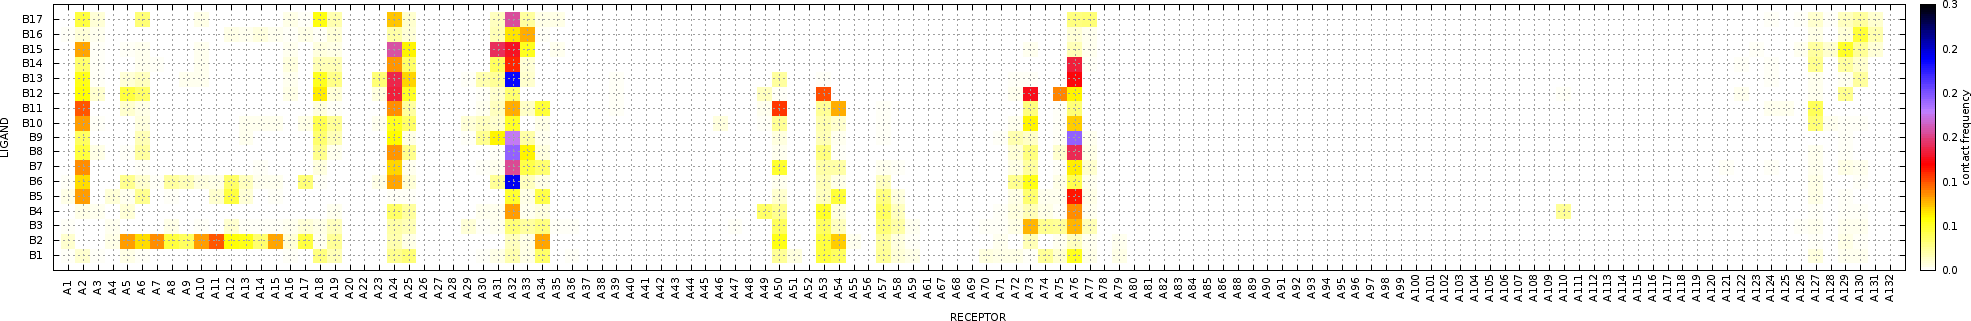 B17
B16
B15
B14
B13
B12
B11
B10
B9
B8
B7
B6
B5
B4
B3
B2
B1
LIGAND
A1 A2 A3 A4 A5 A6 A7 A8 A9 A10 A11 A12 A13 A14 A15 A16 A17 A18 A19 A20 A22 A23 A24 A25 A26 A27 A28 A29 A30 A31 A32 A33 A34 A35 A36 A37 A38 A39 A40 A41 A42 A43 A44 A45 A46 A47 A48 A49 A50 A51 A52 A53 A54 A55 A56 A57 A58 A59 A61 A67 A68 A69 A70 A71 A72 A73 A74 A75 A76 A77 A78 A79 A80 A81 A82 A83 A84 A85 A86 A88 A89 A90 A91 A92 A93 A94 A95 A96 A97 A98 A99 A100 A101 A102 A103 A104 A105 A106 A107 A108 A109 A110 A111 A112 A113 A114 A115 A116 A117 A118 A119 A120 A121 A122 A123 A124 A125 A126 A127 A128 A129 A130 A131 A132
RECEPTOR
0.3
0.2
0.2
0.1
0.1
0.0
contact frequency